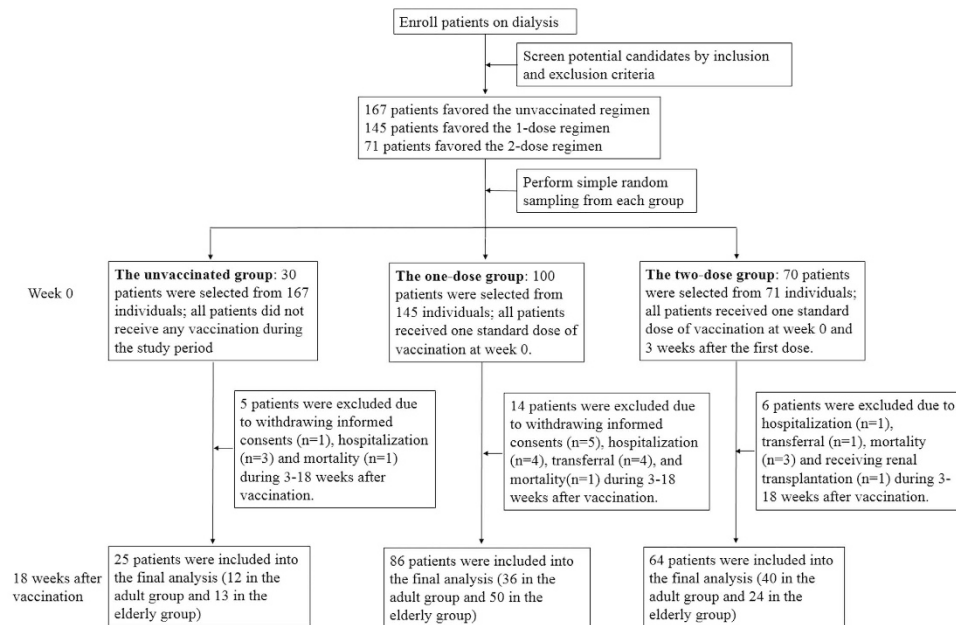 Enroll patients on dialysis
Screen potential candidates by inclusion
and exclusion criteria
167 patients favored the unvaccinated regimen
145 patients favored the 1-dose regimen
71 patients favored the 2-dose regimen
Perform simple random
sampling from each group
Week 0
The unvaccinated group: 30
patients were selected from 167
individuals; all patients did not
receive any vaccination during
the study period
The one-dose group: 100
patients were selected from
145 individuals; all patients
received one standard dose of
vaccination at week 0.
The two-dose group: 70 patients
were selected from 71 individuals;
all patients received one standard
dose of vaccination at week 0 and
3 weeks after the first dose.
5 patients were excluded due
to withdrawing informed
consents (n=1), hospitalization
(n=3) and mortality (n=1)
during 3-18 weeks after
vaccination.
14 patients were excluded due
to withdrawing informed
consents (n=5), hospitalization
(n=4), transferral (n=4), and
mortality(n=1) during 3-18
weeks after vaccination.
6 patients were excluded due to
hospitalization (n=1),
transferral (n=1), mortality
(n=3) and receiving renal
transplantation (n=1) during 3-
18 weeks after vaccination.
18 weeks after
vaccination
25 patients were included into
the final analysis (12 in the
adult group and 13 in the
elderly group)
86 patients were included into
the final analysis (36 in the
adult group and 50 in the
elderly group)
64 patients were included into
the final analysis (40 in the
adult group and 24 in the
elderly group)